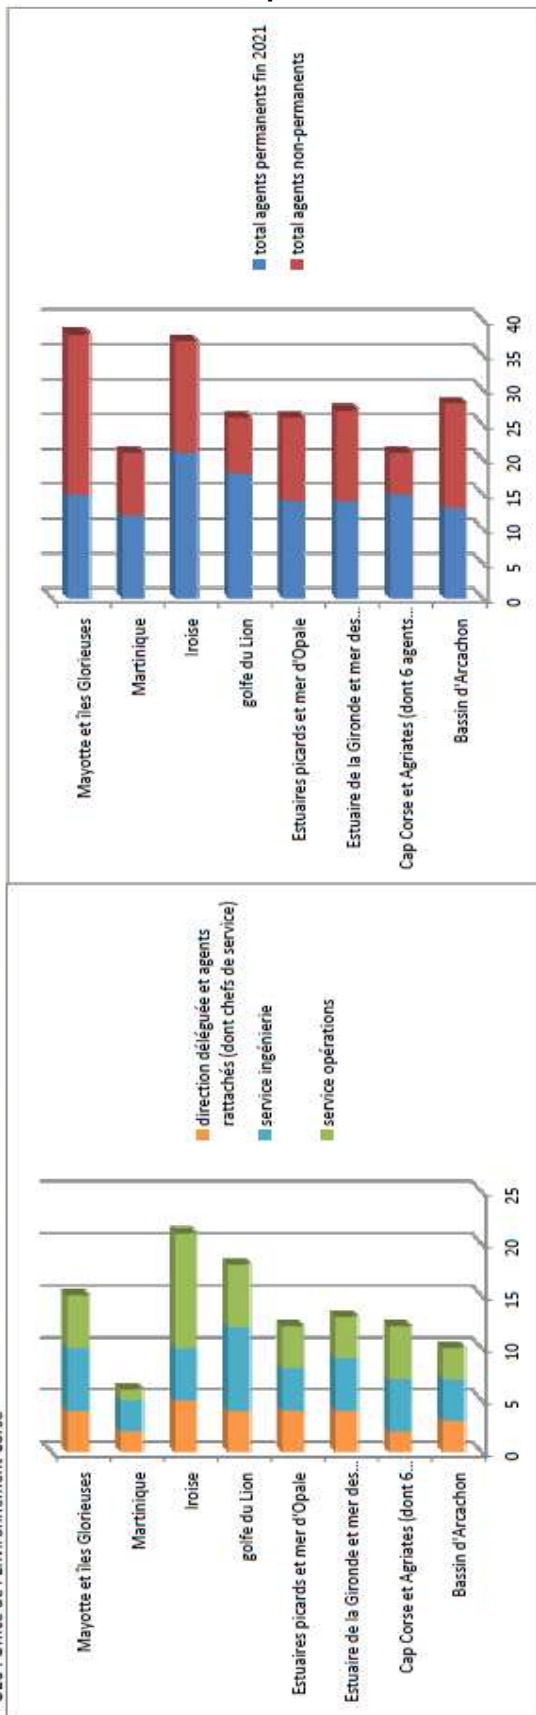 Mayotte et îles Glorieuses
Martinique
Iroise
golfe du Lion
Estuaires picards et mer d'Opale
Estuaire de la Gironde et mer des...
Cap Corse et Agriates (dont 6...
Bassin d'Arcachon
0 5 10 15 20 25
direction déléguée et agents
rattachés (dont chefs de service)
service ingénierie
service opérations
Mayotte et îles Glorieuses
Martinique
Iroise
golfe du Lion
Estuaires picards et mer d'Opale
Estuaire de la Gironde et mer des...
Cap Corse et Agriates (dont 6 agents...
Bassin d'Arcachon
0 5 10 15 20 25 30 35 40
total agents permanents fin 2021
total agents non-permanents